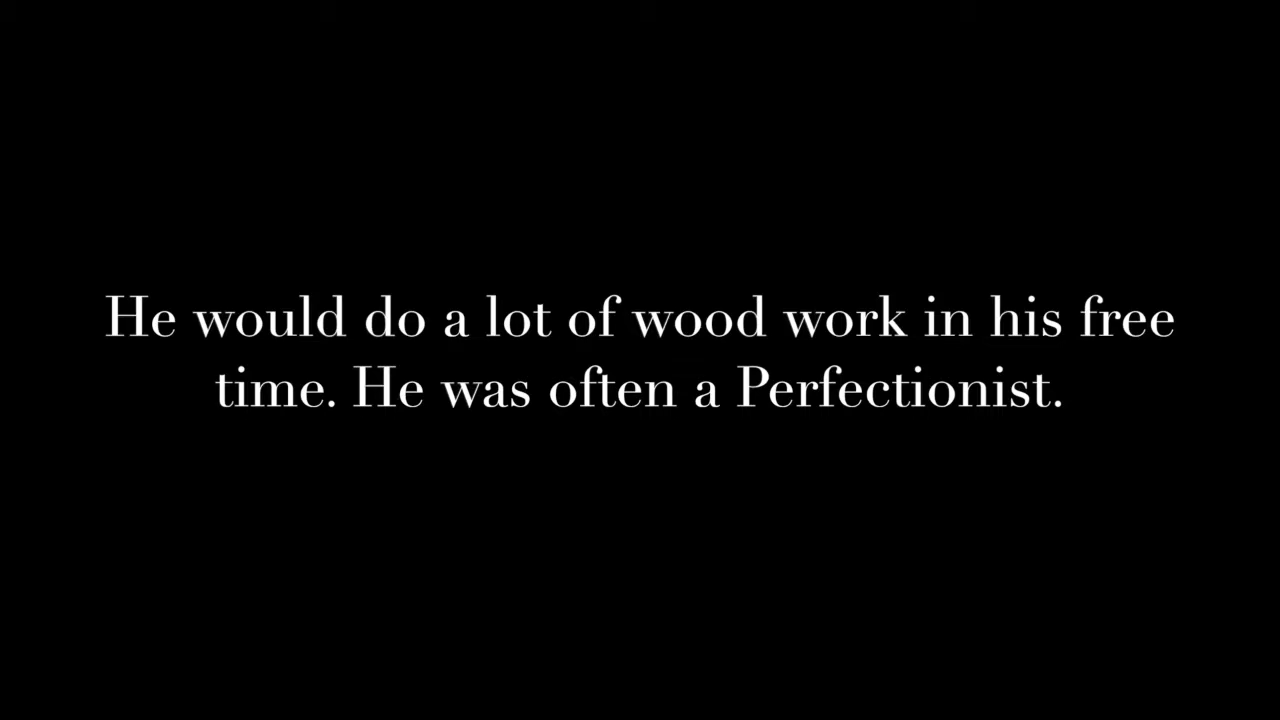 He would do a lot of wood work in his free
time. He was often a Perfectionist.